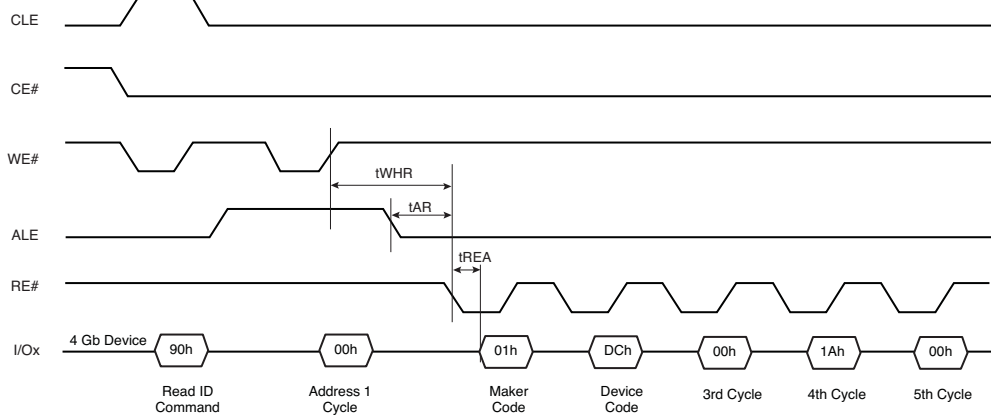 CLE
CE#
WE#
tWHR
tAR
ALE
tREA
RE#
I/Ox
4 Gb Device
90h
00h
01h
DCh
00h
1Ah
00h
Read ID
Command
Address 1
Cycle
Maker
Code
Device
Code
3rd Cycle
4th Cycle
5th Cycle